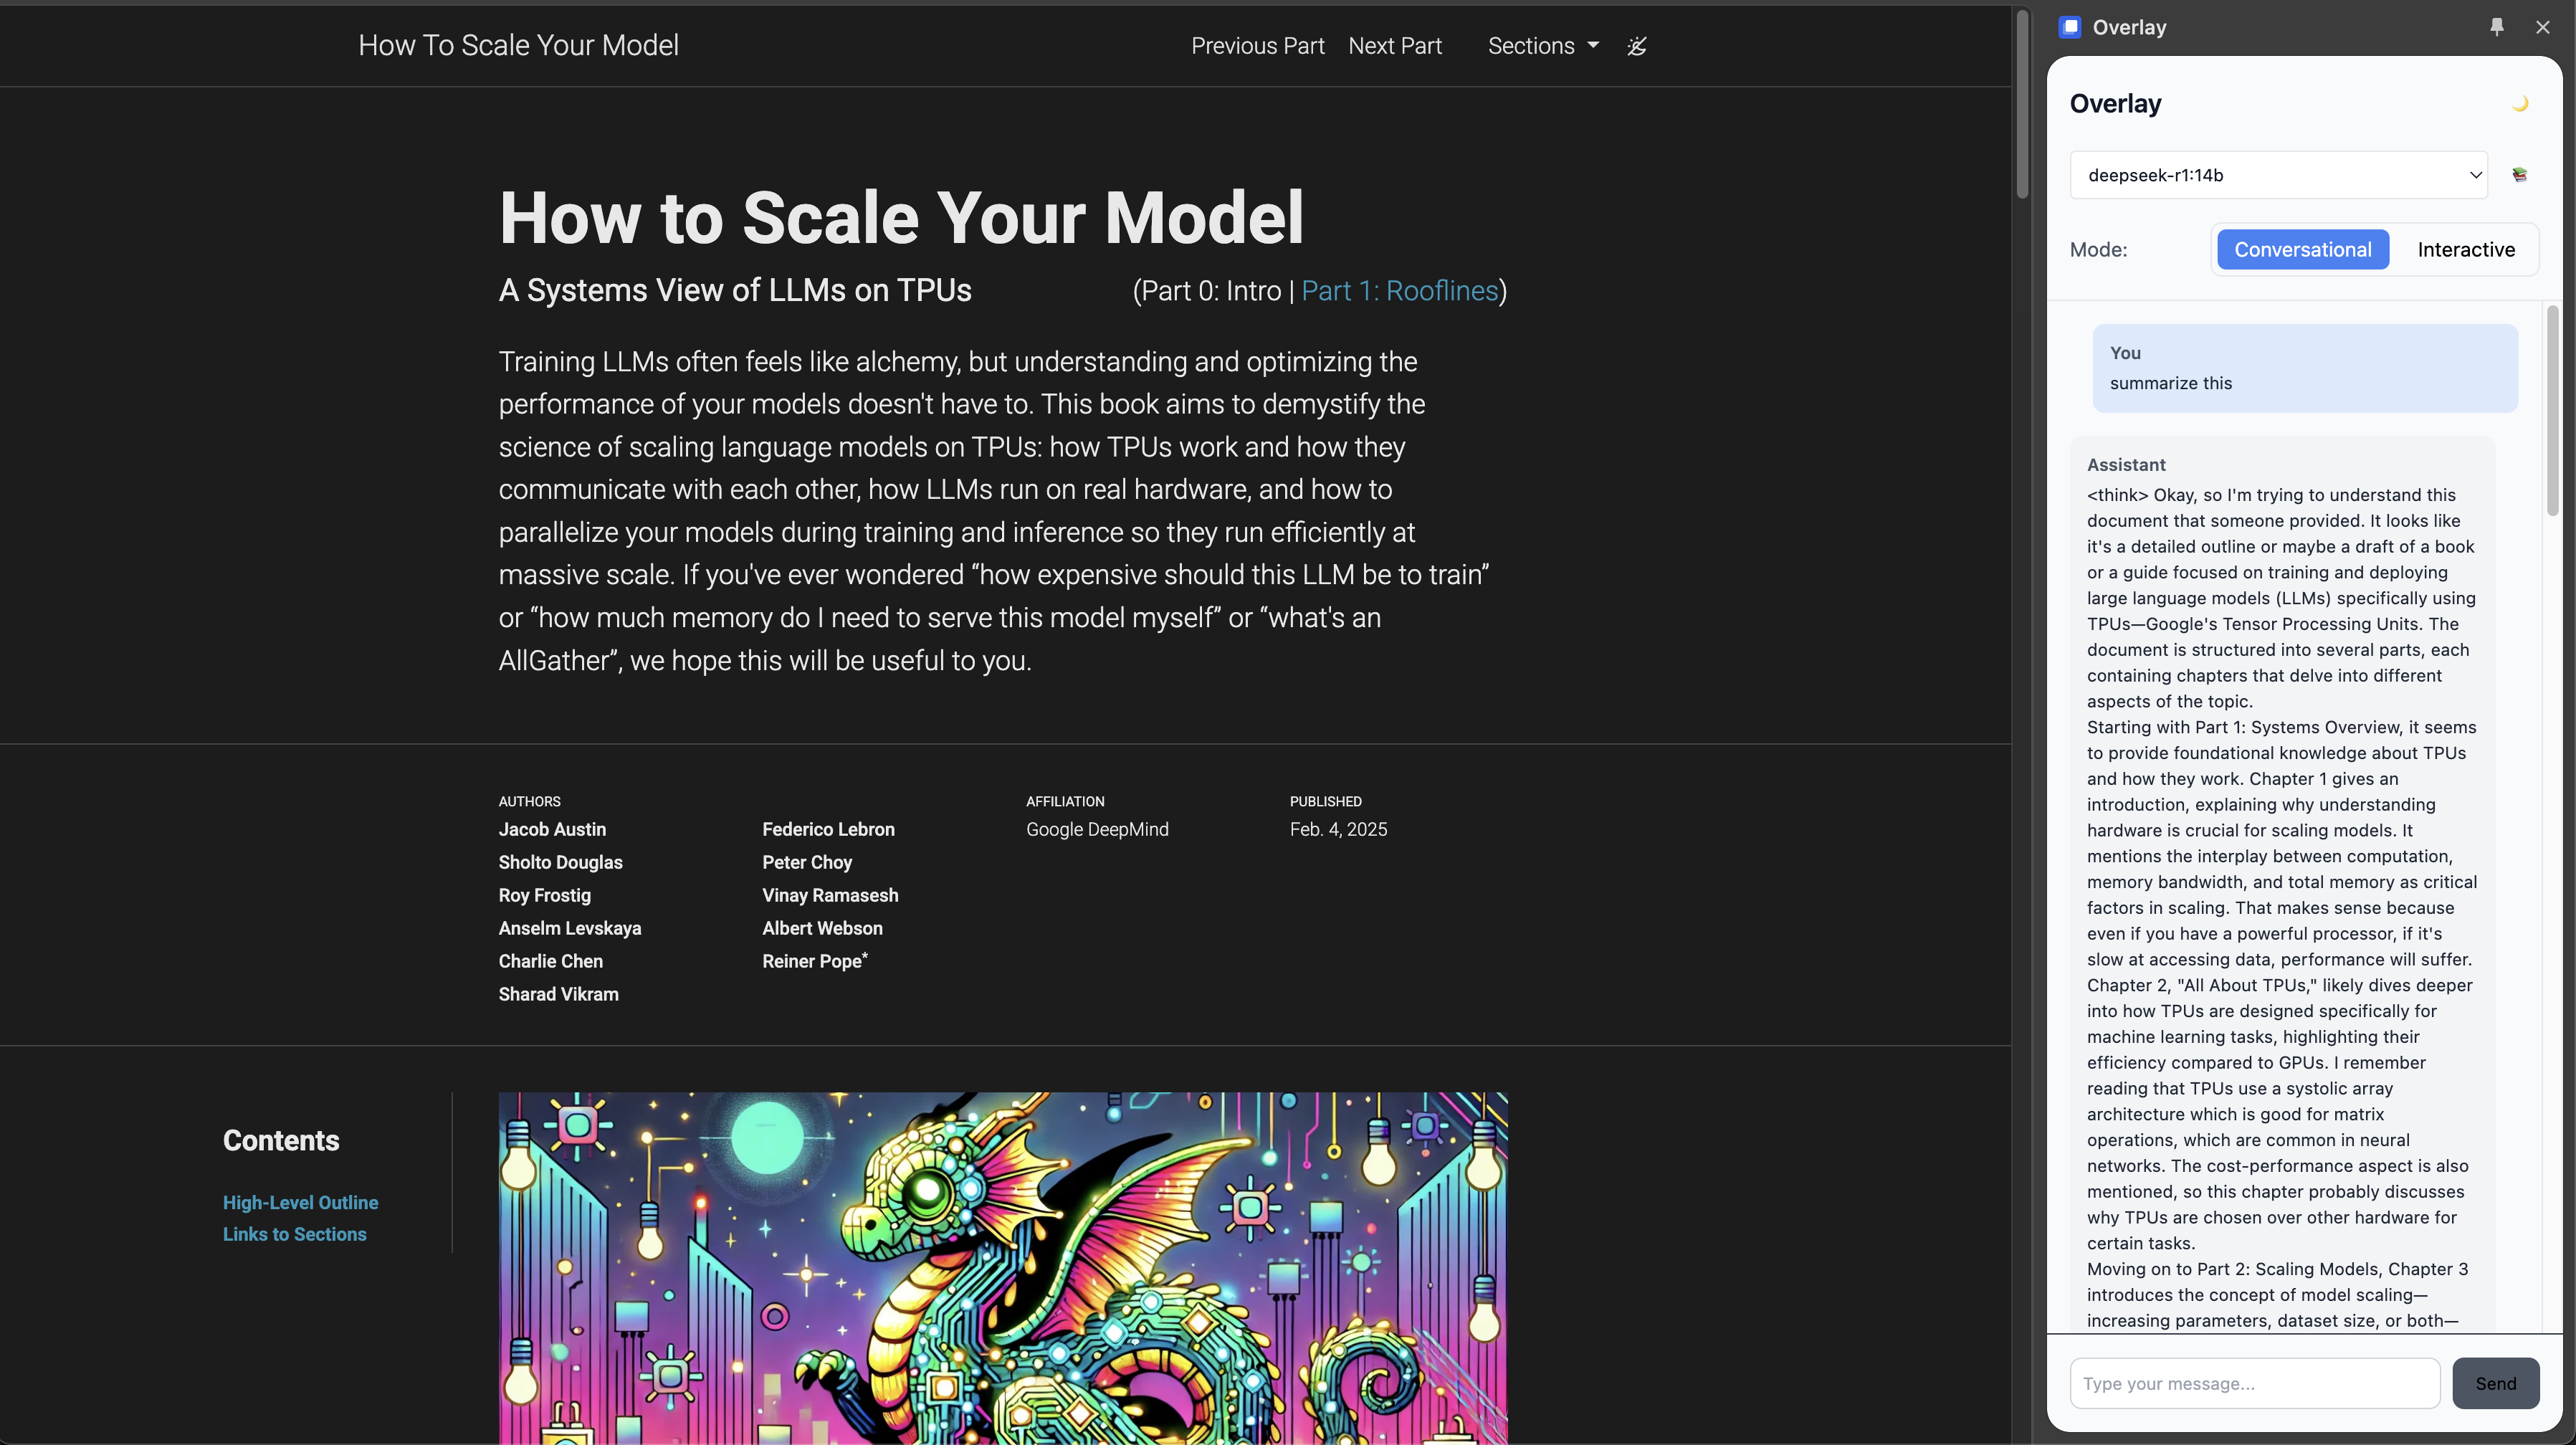 How To Scale Your Model
Previous Part Next Part Sections
How to Scale Your Model
A Systems View of LLMs on TPUs
(Part 0: Intro | Part 1: Rooflines)
Training LLMs often feels like alchemy, but understanding and optimizing the
performance of your models doesn't have to. This book aims to demystify the
science of scaling language models on TPUs: how TPUs work and how they
communicate with each other, how LLMs run on real hardware, and how to
parallelize your models during training and inference so they run efficiently at
massive scale. If you've ever wondered “how expensive should this LLM be to train”
or “how much memory do I need to serve this model myself” or “what's an
AllGather”, we hope this will be useful to you.
AUTHORS
Jacob Austin
Sholto Douglas
Roy Frostig
Anselm Levskaya
Charlie Chen
Sharad Vikram
Federico Lebron
Peter Choy
Vinay Ramasesh
Albert Webson
Reiner Pope*
AFFILIATION
Google DeepMind
PUBLISHED
Feb. 4, 2025
Contents
High-Level Outline
Links to Sections
Overlay
Overlay
deepseek-r1:14b
Mode:
Conversational
Interactive
You
summarize this
Assistant
<think> Okay, so I'm trying to understand this
document that someone provided. It looks like
it's a detailed outline or maybe a draft of a book
or a guide focused on training and deploying
large language models (LLMs) specifically using
TPUs—Google's Tensor Processing Units. The
document is structured into several parts, each
containing chapters that delve into different
aspects of the topic.
Starting with Part 1: Systems Overview, it seems
to provide foundational knowledge about TPUs
and how they work. Chapter 1 gives an
introduction, explaining why understanding
hardware is crucial for scaling models. It
mentions the interplay between computation,
memory bandwidth, and total memory as critical
factors in scaling. That makes sense because
even if you have a powerful processor, if it's
slow at accessing data, performance will suffer.
Chapter 2, "All About TPUs," likely dives deeper
into how TPUs are designed specifically for
machine learning tasks, highlighting their
efficiency compared to GPUs. I remember
reading that TPUs use a systolic array
architecture which is good for matrix
operations, which are common in neural
networks. The cost-performance aspect is also
mentioned, so this chapter probably discusses
why TPUs are chosen over other hardware for
certain tasks.
Moving on to Part 2: Scaling Models, Chapter 3
introduces the concept of model scaling—
increasing parameters, dataset size, or both—
Type your message...
Send